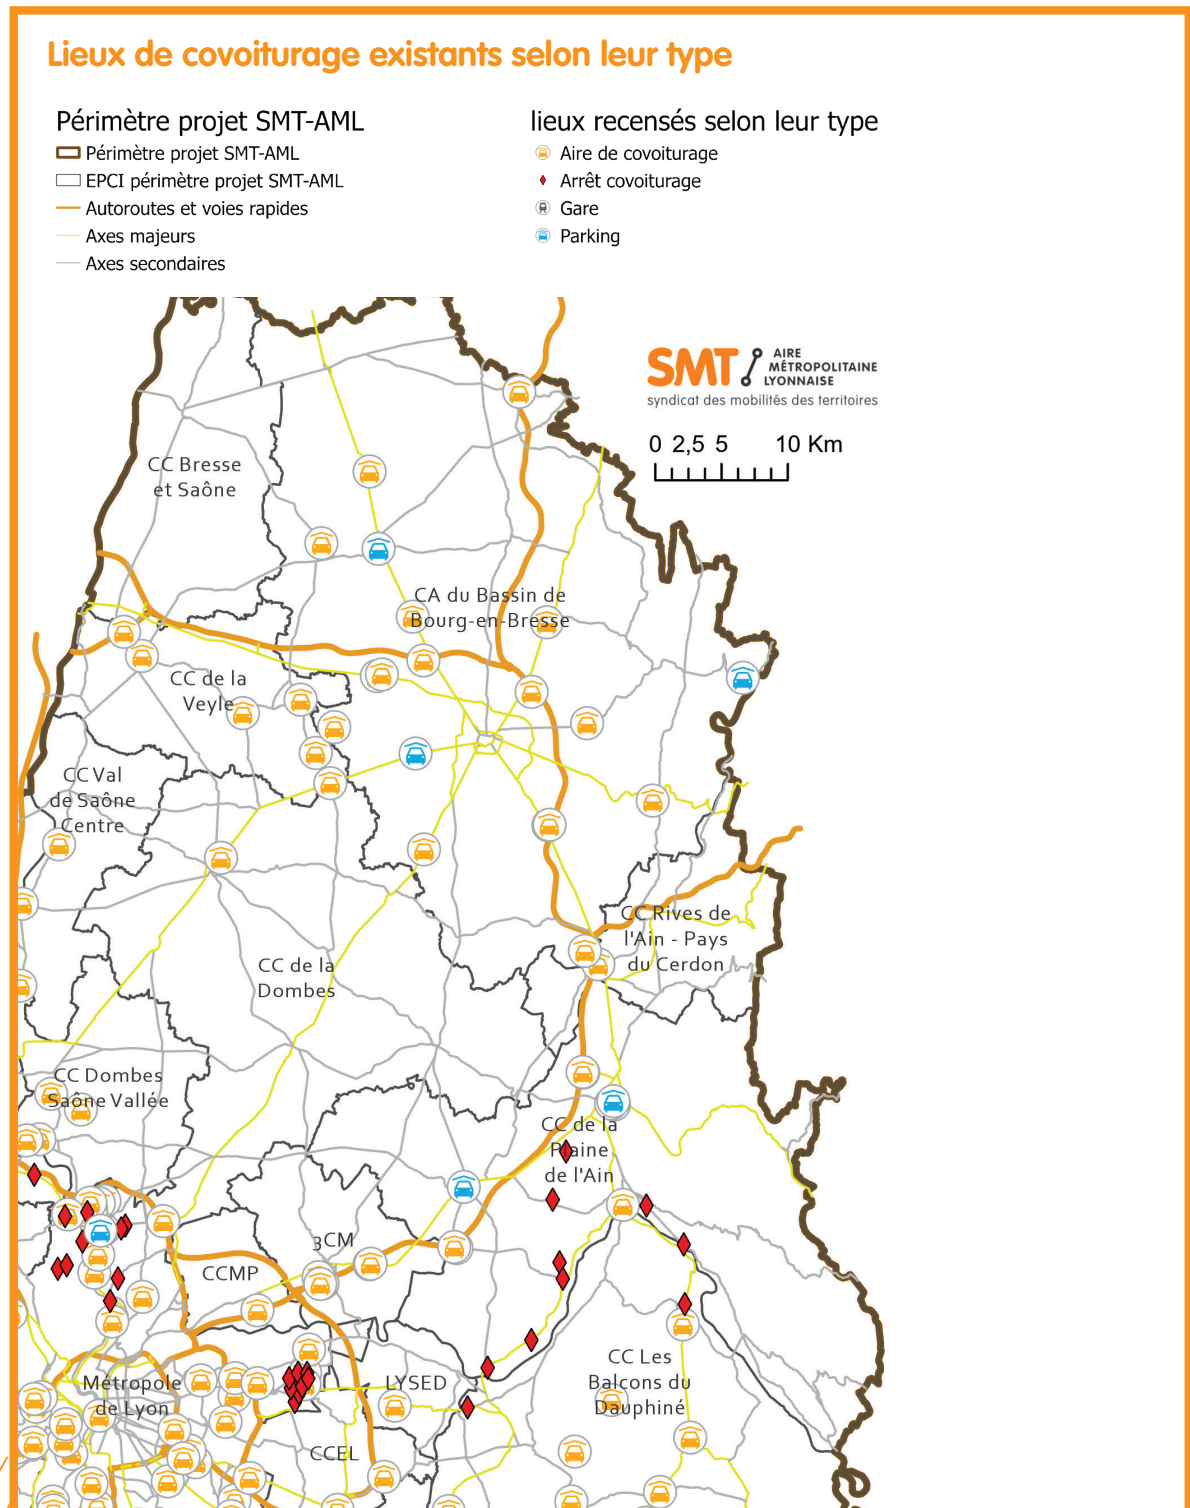 Lieux de covoiturage existants selon leur type
Périmètre projet SMT-AML
Périmètre projet SMT-AML
EPCI périmètre projet SMT-AML
Autoroutes et voies rapides
Axes majeurs
Axes secondaires
lieux recensés selon leur type
Aire de covoiturage
Arrêt covoiturage
Gare
Parking
SMT
AIRE
MÉTROPOLITAINE
LYONNAISE
syndicat des mobilités des territoires
0 2,5 5 10 Km
CC Bresse
et Saône
CA du Bassin de
Bourg-en-Bresse
CC de la
Veyle
CC Val
de Saône
Centre
CC Rives de
l'Ain - Pays
du Cerdon
CC de la
Dombes
CC Dombes
Saône Vallée
CC de la
Plaine
de l'Ain
3CM
CCMP
CC Les
Balcons du
Dauphiné
Métropole
de Lyon
LYSED
CCEL